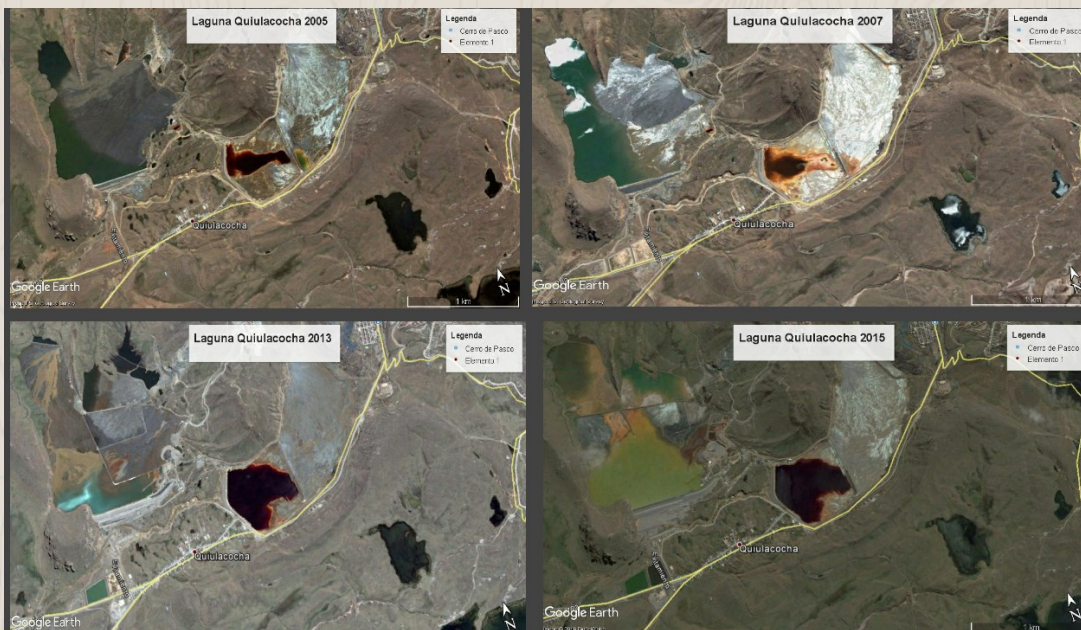 Laguna Quiulacocha 2005
Legenda
Cerro de Pasco
Elemento 1
Quiulacocha
Google Earth
1 km
N
Laguna Quiulacocha 2007
Legenda
Cerro de Pasco
Elemento 1
Quiulacocha
Google Earth
1 km
N
Laguna Quiulacocha 2013
Legenda
Cerro de Pasco
Elemento 1
Quiulacocha
Google Earth
N
Laguna Quiulacocha 2015
Legenda
Cerro de Pasco
Elemento 1
Quiulacocha
Google Earth
1 km
N